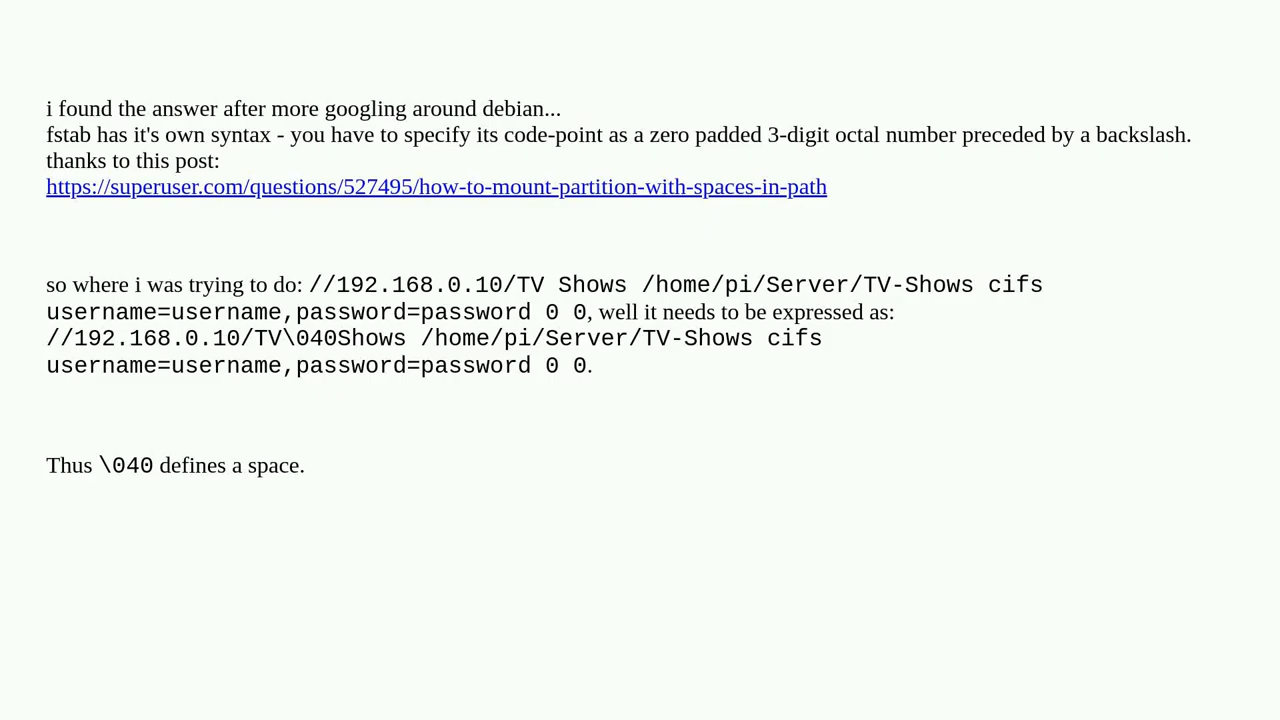 i found the answer after more googling around debian...
fstab has it's own syntax - you have to specify its code-point as a zero padded 3-digit octal number preceded by a backslash.
thanks to this post:
https://superuser.com/questions/527495/how-to-mount-partition-with-spaces-in-path
so where i was trying to do: //192.168.0.10/TV Shows /home/pi/Server/TV-Shows cifs
username=username,password=password 0 0, well it needs to be expressed as:
//192.168.0.10/TV\040Shows /home/pi/Server/TV-Shows cifs
username=username,password=password 0 0.
Thus \040 defines a space.